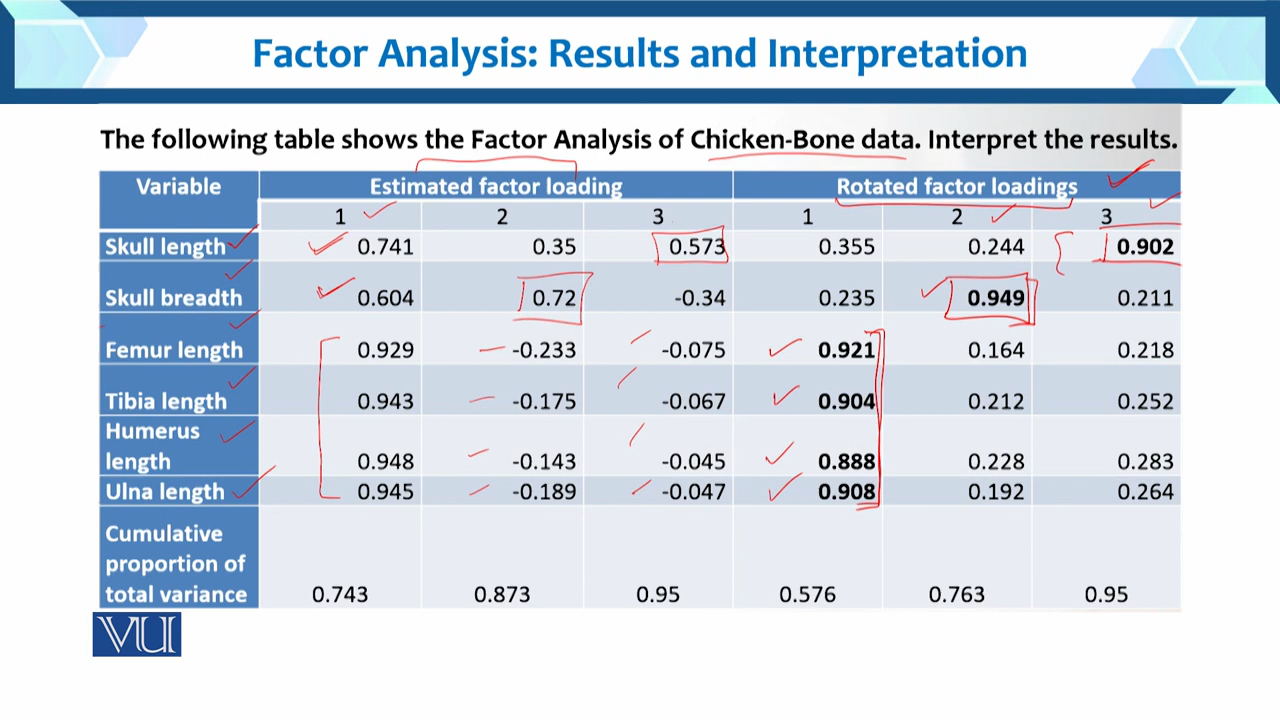 Factor Analysis: Results and Interpretation
The following table shows the Factor Analysis of Chicken-Bone data. Interpret the results.
Variable Estimated factor loading Rotated factor loadings
1 2 3 1 2 3
Skull length 0.741 0.35 0.573 0.355 0.244 0.902
Skull breadth 0.604 0.72 -0.34 0.235 0.949 0.211
Femur length 0.929 -0.233 -0.075 0.921 0.164 0.218
Tibia length 0.943 -0.175 -0.067 0.904 0.212 0.252
Humerus
length 0.948 -0.143 -0.045 0.888 0.228 0.283
Ulna length 0.945 -0.189 -0.047 0.908 0.192 0.264
Cumulative
proportion of
total variance 0.743 0.873 0.95 0.576 0.763 0.95
VU